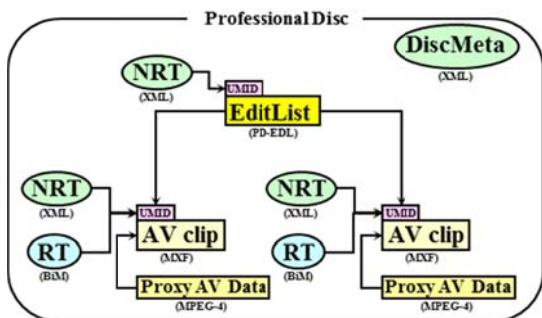 Professional Disc
DiscMeta
(XML)
NRT
(XML)
UMID
EditList
(PD-EDL)
NRT
(XML)
UMID
RT
(BiM)
AV clip
(MXF)
Proxy AV Data
(MPEG-4)
NRT
(XML)
UMID
RT
(BiM)
AV clip
(MXF)
Proxy AV Data
(MPEG-4)